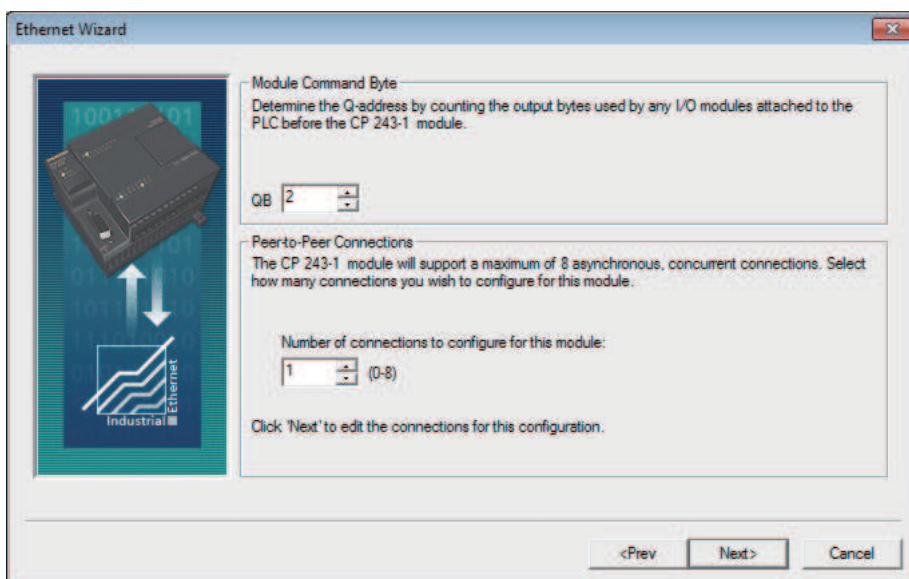 Ethernet Wizard
Module Command Byte
Determine the Q-address by counting the output bytes used by any I/O modules attached to the
PLC before the CP 243-1 module.
QB 2
Peer-to-Peer Connections
The CP 243-1 module will support a maximum of 8 asynchronous, concurrent connections. Select
how many connections you wish to configure for this module.
Number of connections to configure for this module:
1 (0-8)
Click 'Next' to edit the connections for this configuration.
Industrial
Ethernet
<Prev
Next>
Cancel